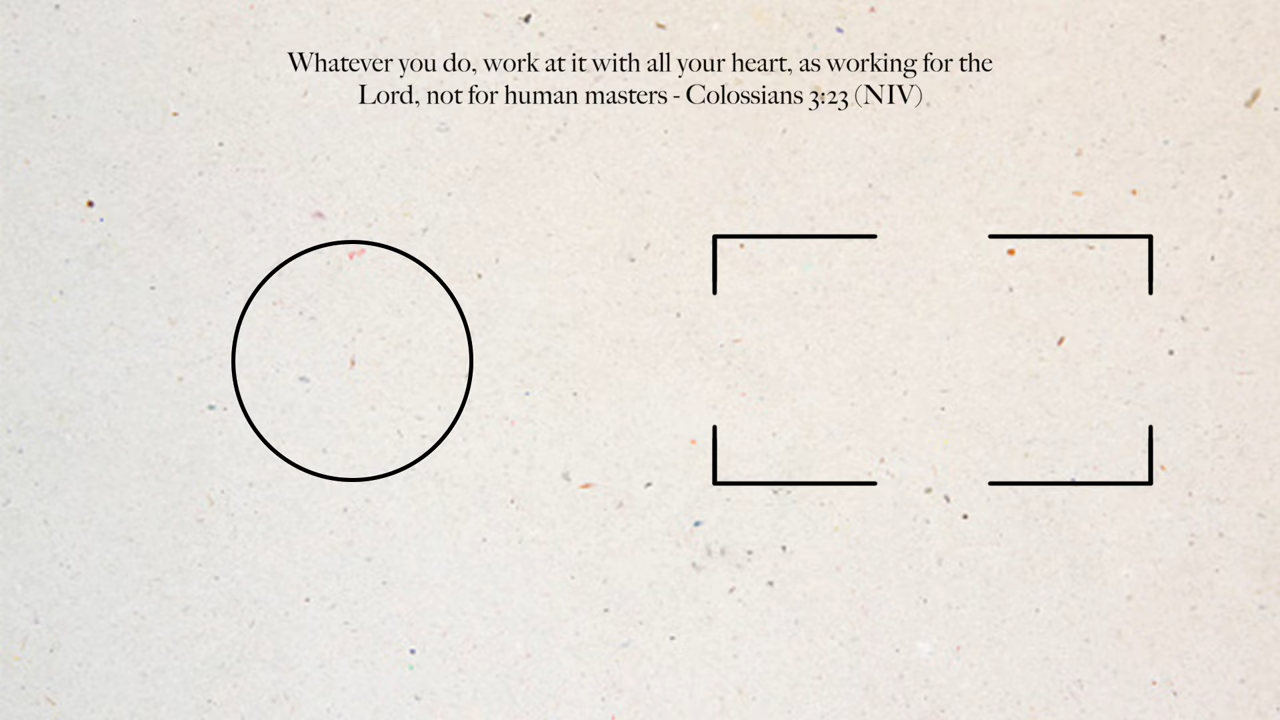 Whatever you do, work at it with all your heart, as working for the
Lord, not for human masters - Colossians 3:23 (NIV)